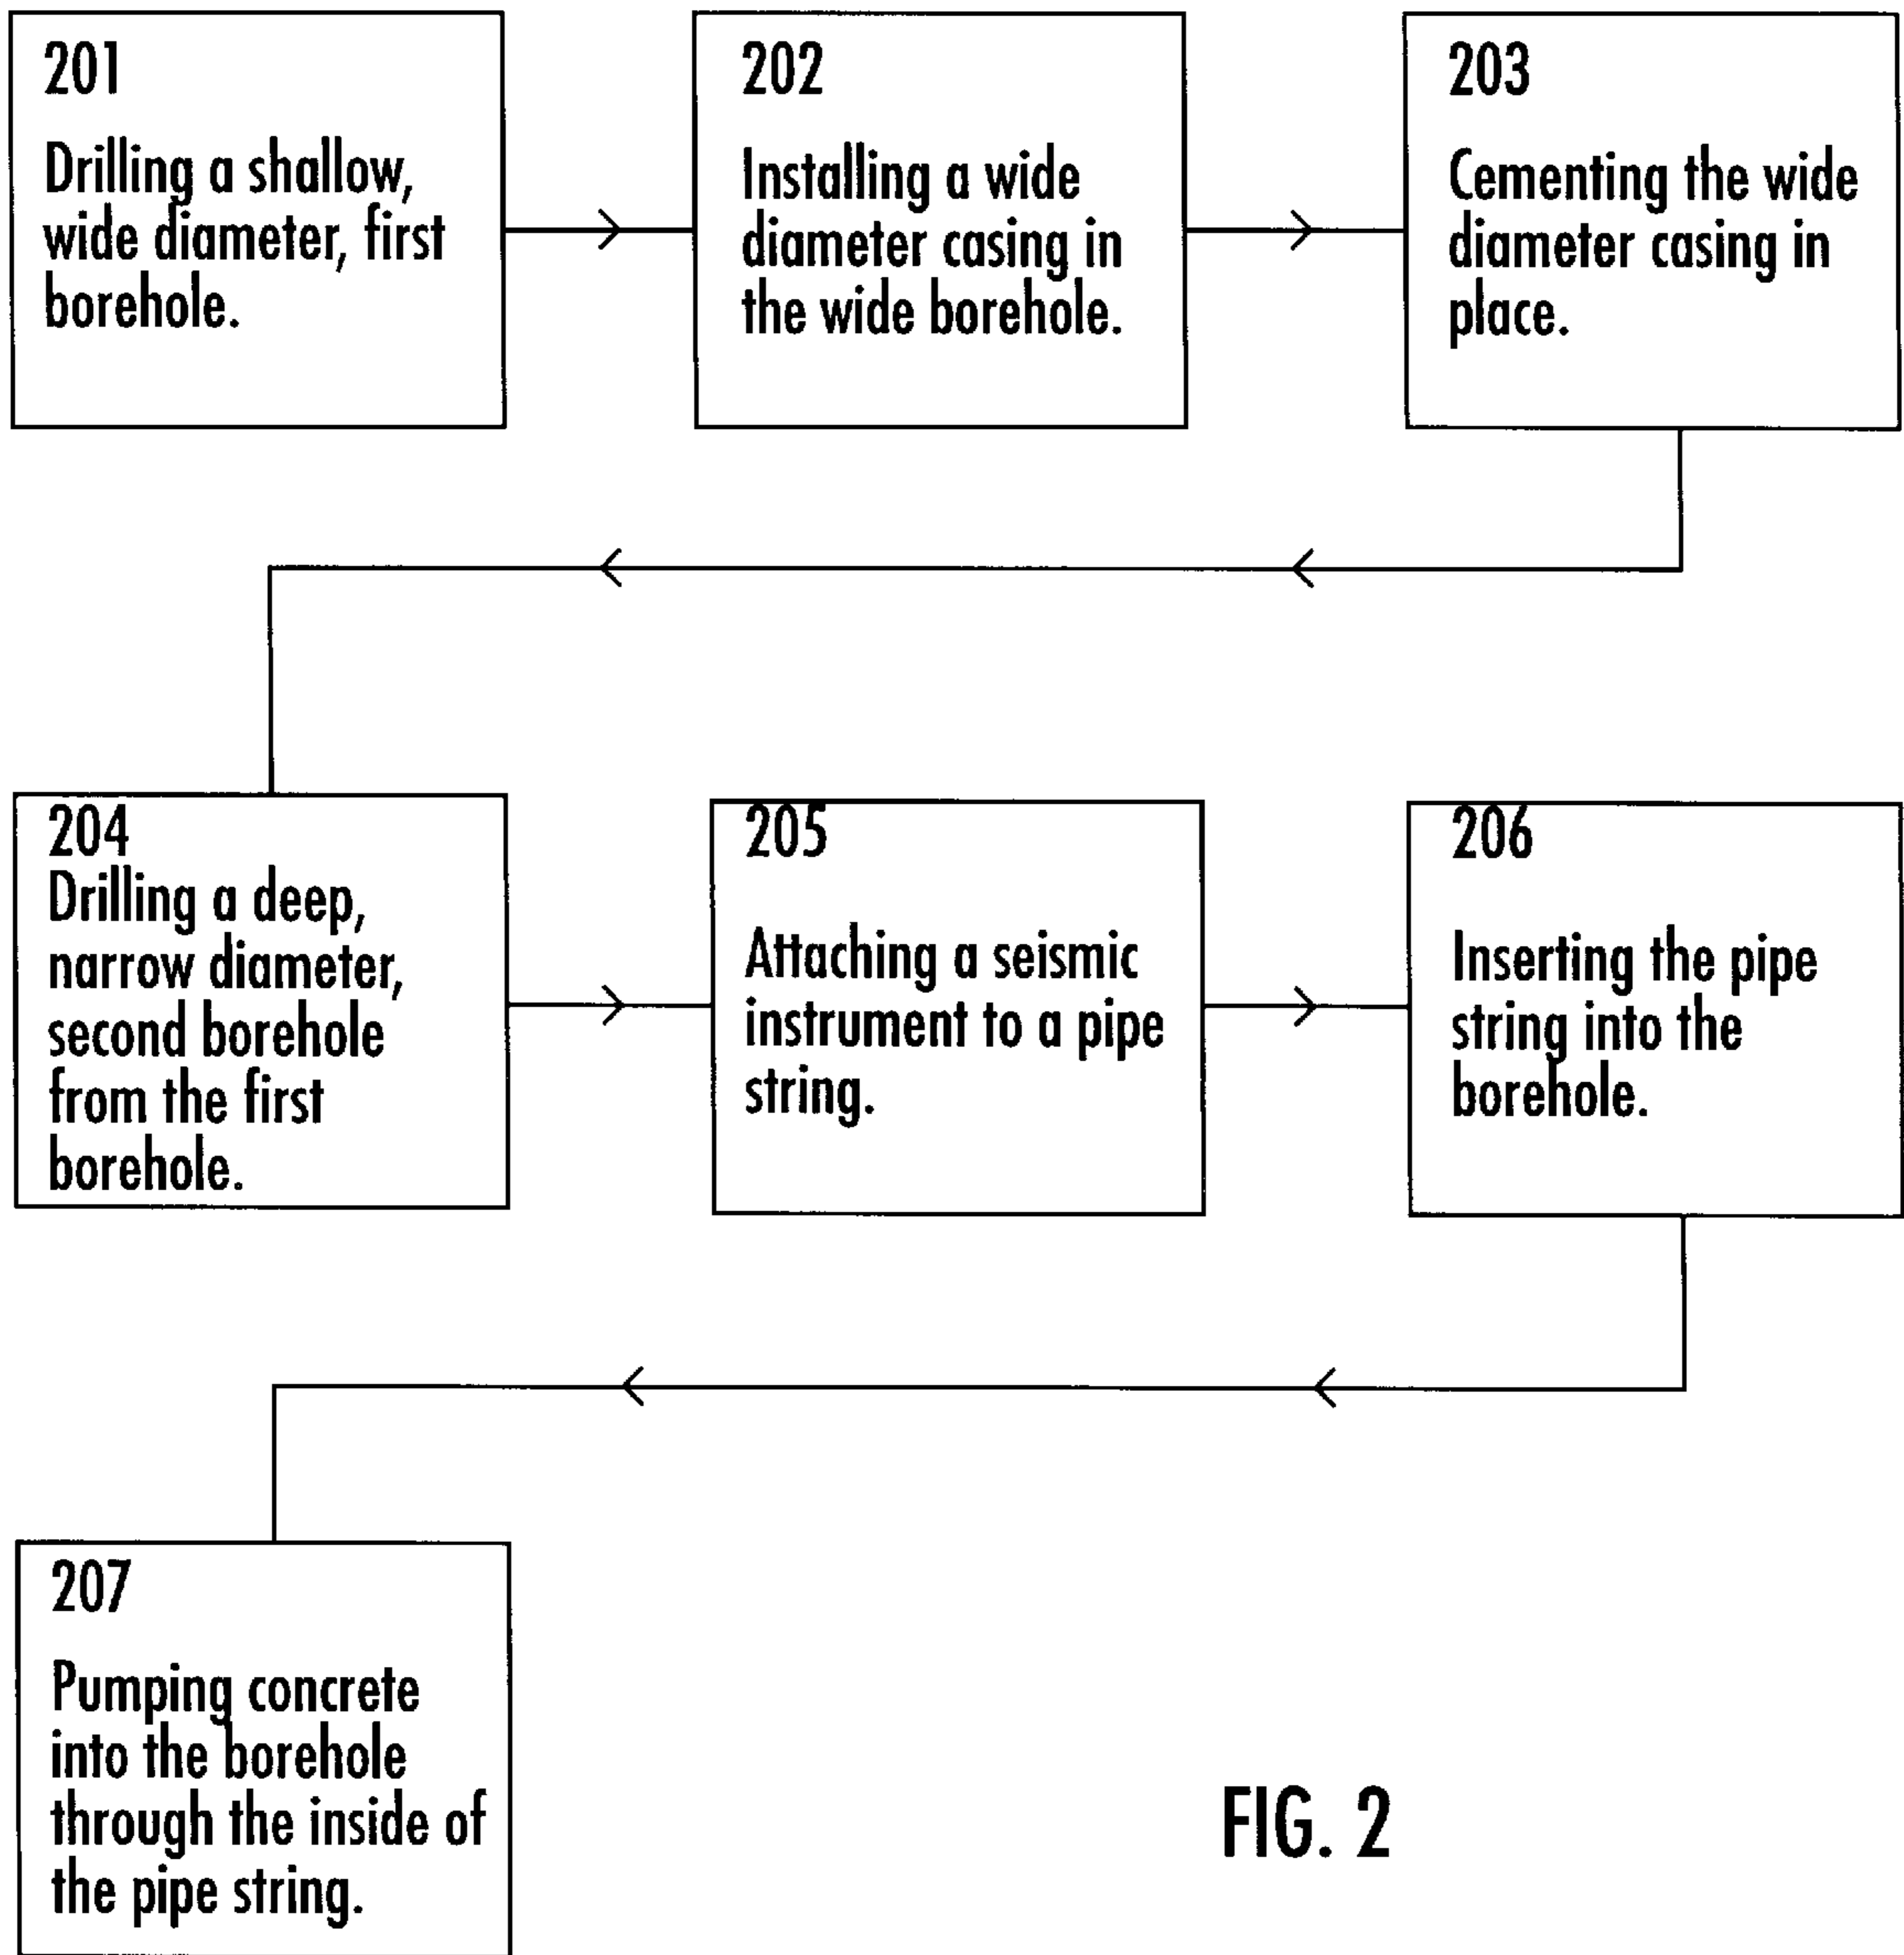 201
Drilling a shallow,
wide diameter, first
borehole.
202
Installing a wide
diameter casing in
the wide borehole.
203
Cementing the wide
diameter casing in
place.
204
Drilling a deep,
narrow diameter,
second borehole
from the first
borehole.
205
Attaching a seismic
instrument to a pipe
string.
206
Inserting the pipe
string into the
borehole.
207
Pumping concrete
into the borehole
through the inside of
the pipe string.
FIG. 2